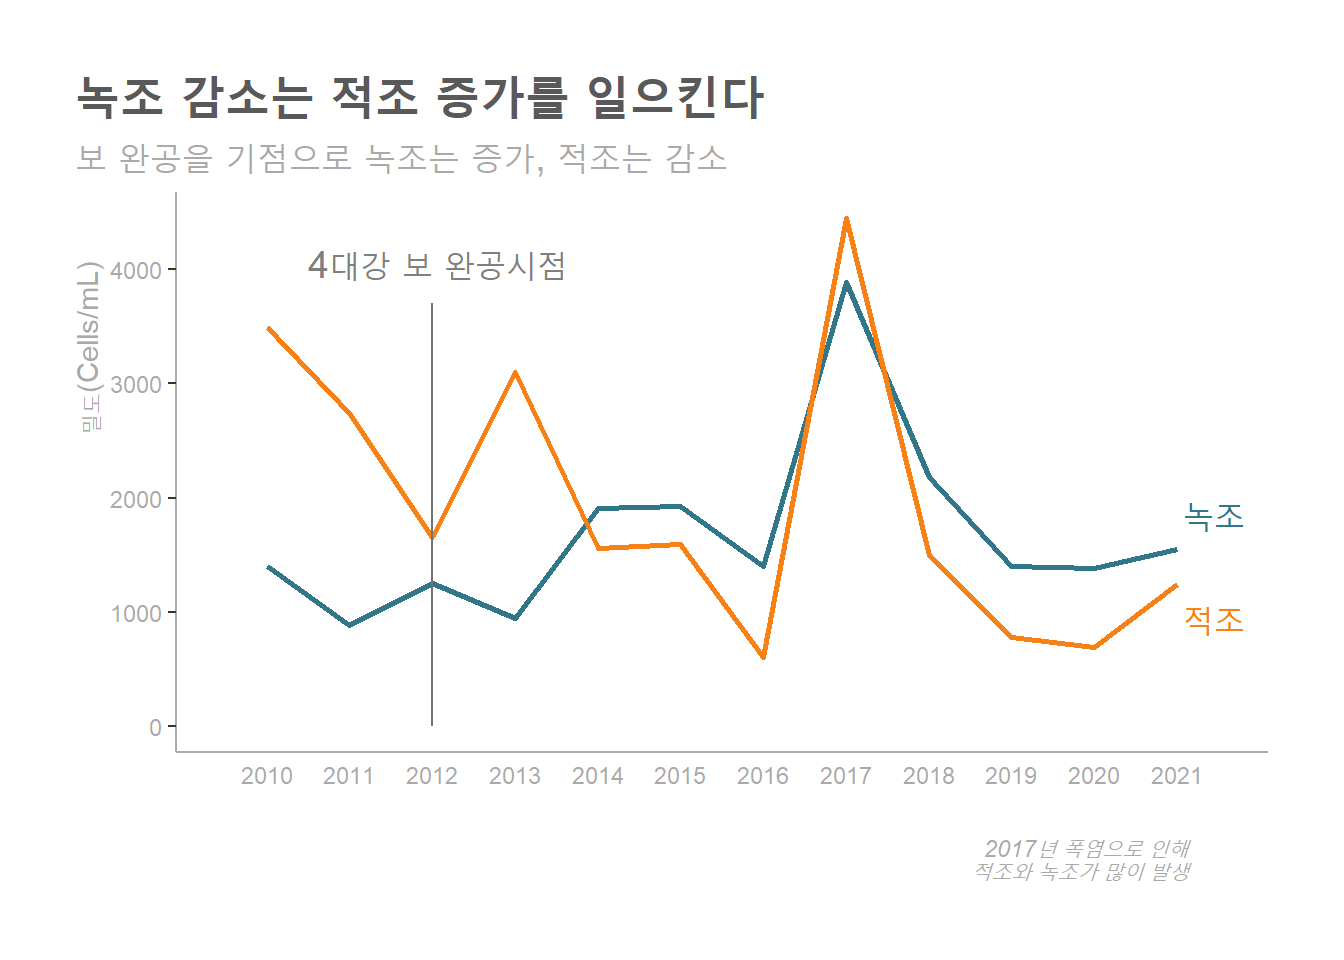 녹조 감소는 적조 증가를 일으킨다
보 완공을 기점으로 녹조는 증가, 적조는 감소
4대강 보 완공시점
밀도(Cells/mL)
4000
3000
2000
1000
0
녹조
적조
2010 2011 2012 2013 2014 2015 2016 2017 2018 2019 2020 2021
2017년 폭염으로 인해
적조와 녹조가 많이 발생